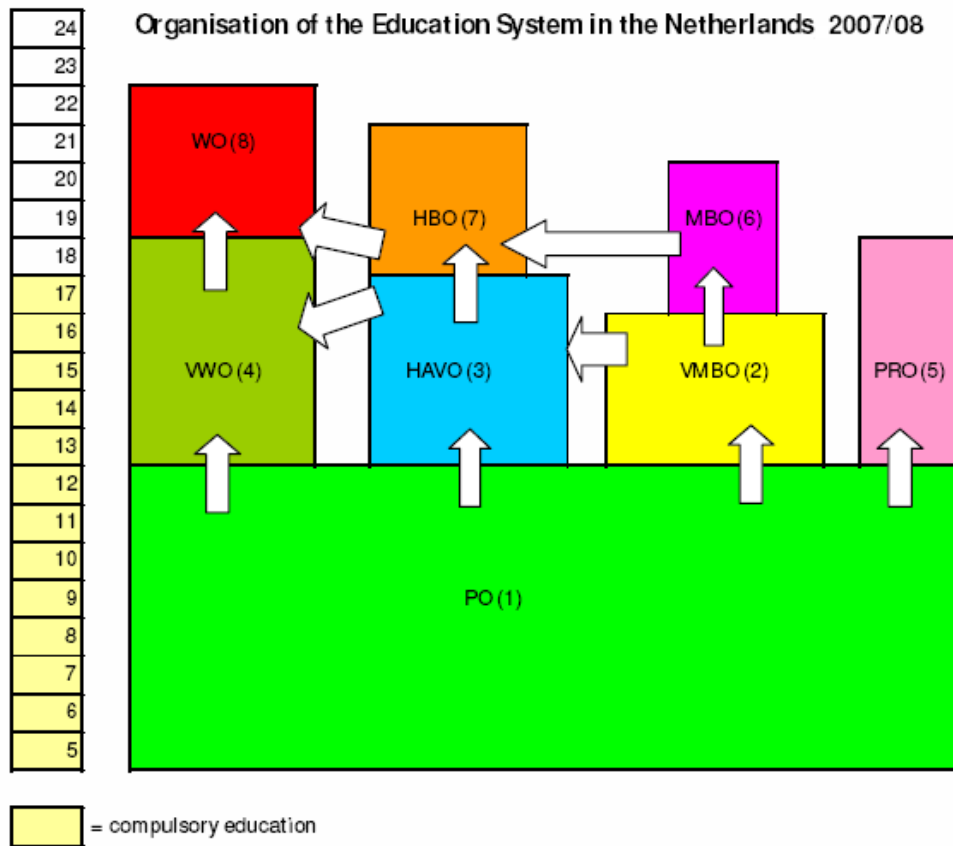 Organisation of the Education System in the Netherlands 2007/08
24
23
22
21
20
19
18
17
16
15
14
13
12
11
10
9
8
7
6
5
WO (8)
HBO (7)
MBO (6)
VWO (4)
HAVO (3)
VMBO (2)
PRO (5)
PO (1)
= compulsory education